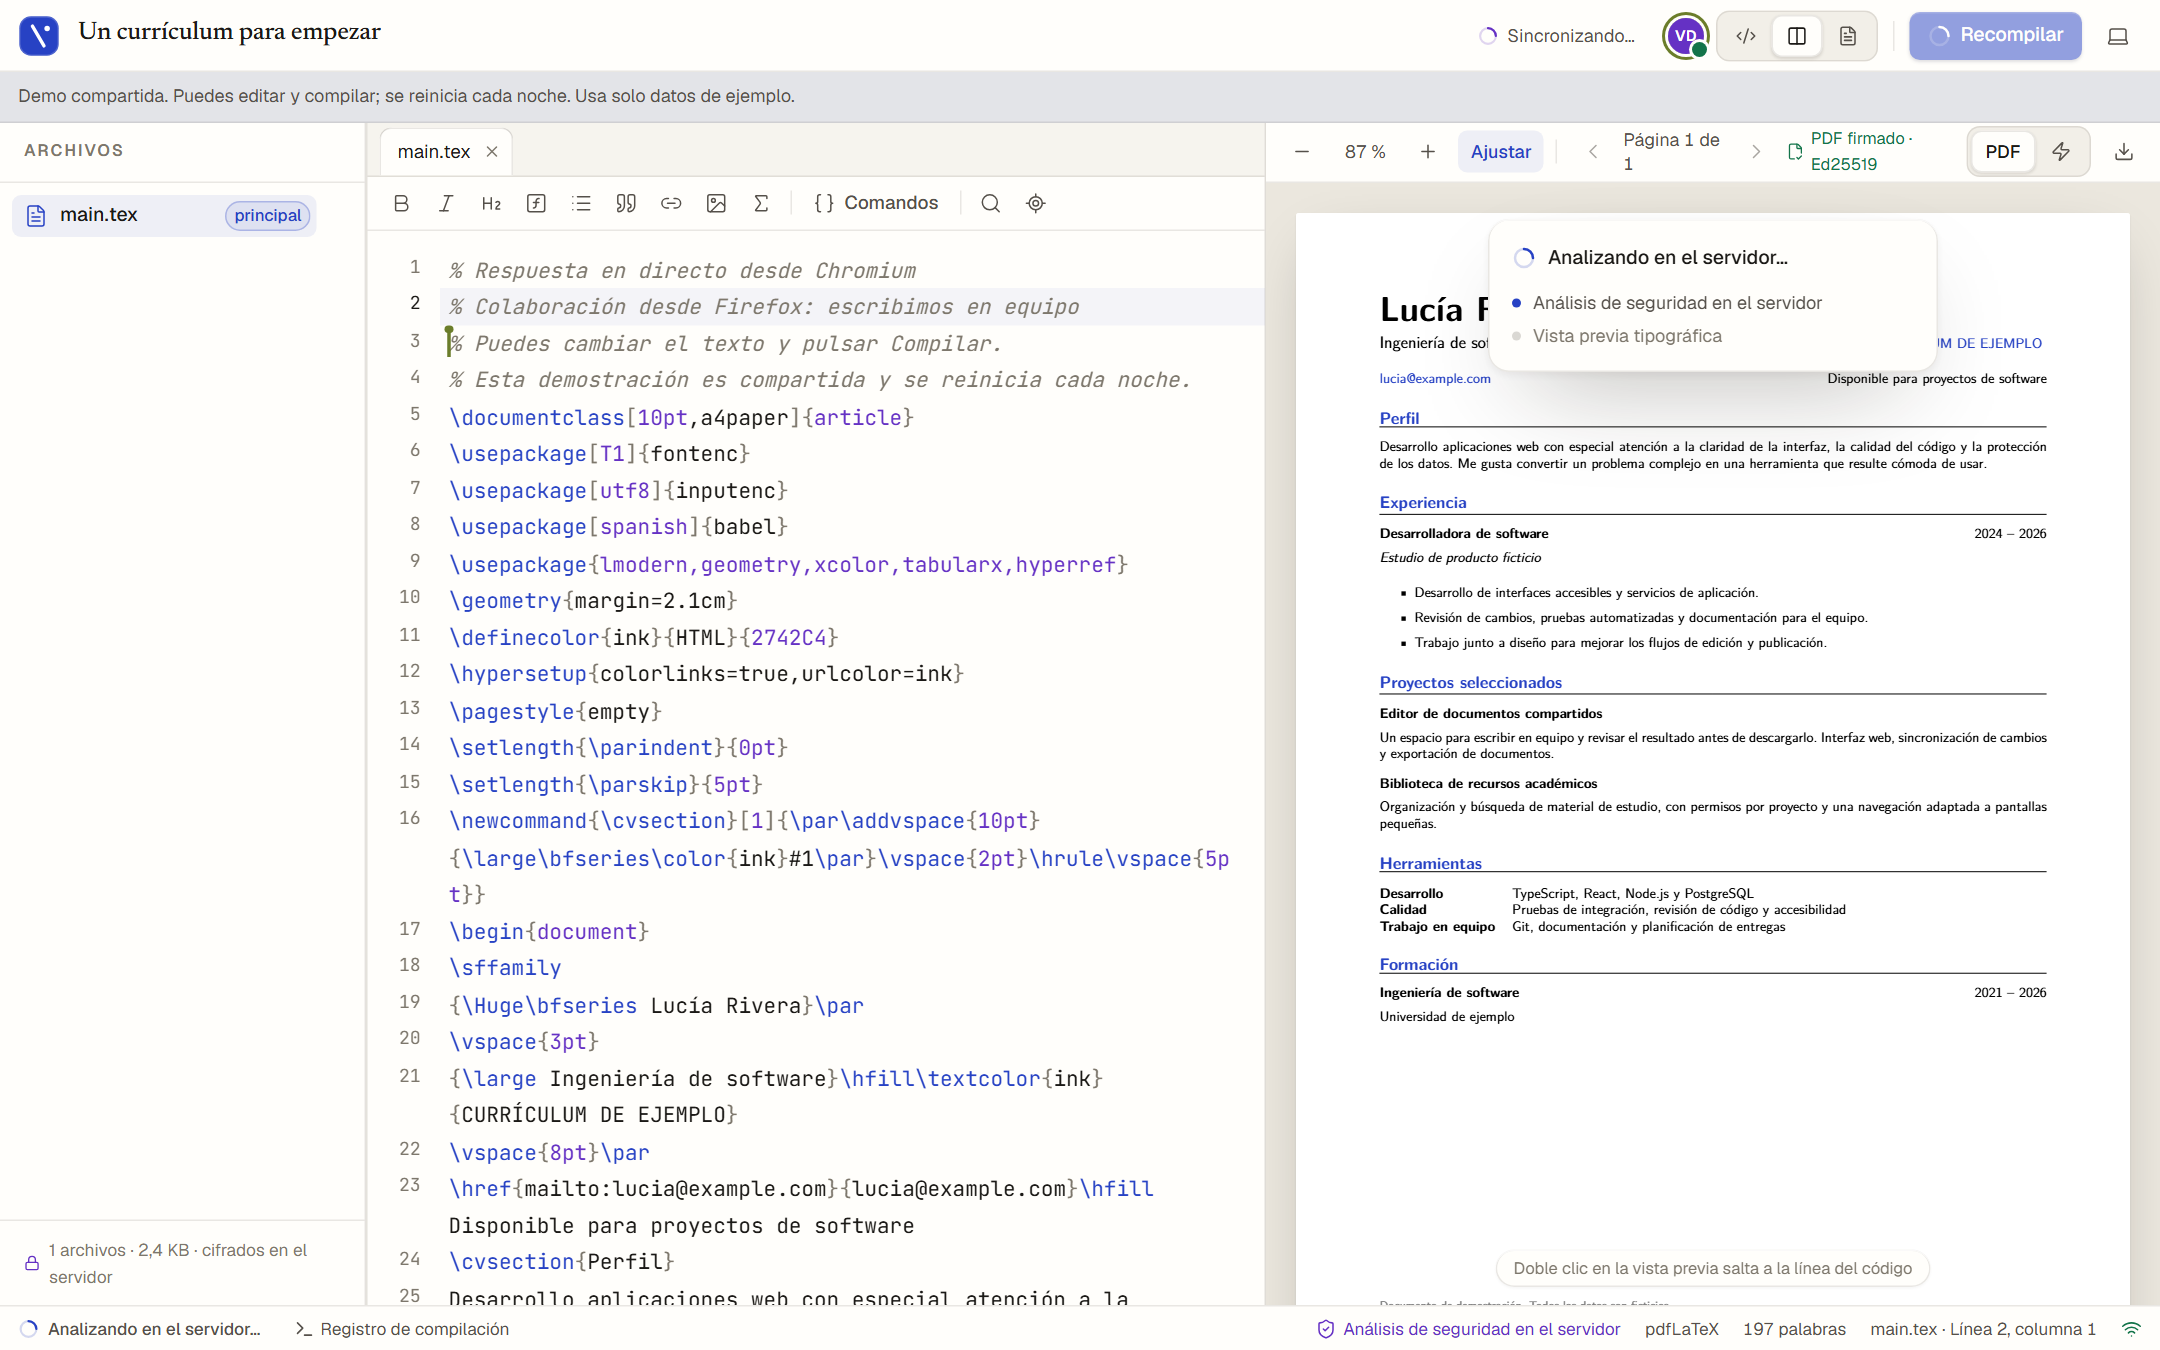 Un currículum para empezar
Sincronizando...
VD
Recompilar
Demo compartida. Puedes editar y compilar; se reinicia cada noche. Usa solo datos de ejemplo.
ARCHIVOS
main.tex principal
1 archivos · 2,4 KB · cifrados en el
servidor
main.tex
Comandos
1 % Respuesta en directo desde Chromium
2 % Colaboración desde Firefox: escribimos en equipo
3 % Puedes cambiar el texto y pulsar Compilar.
4 % Esta demostración es compartida y se reinicia cada noche.
5 \documentclass[10pt,a4paper]{article}
6 \usepackage[T1]{fontenc}
7 \usepackage[utf8]{inputenc}
8 \usepackage[spanish]{babel}
9 \usepackage{lmodern,geometry,xcolor,tabularx,hyperref}
10 \geometry{margin=2.1cm}
11 \definecolor{ink}{HTML}{2742C4}
12 \hypersetup{colorlinks=true,urlcolor=ink}
13 \pagestyle{empty}
14 \setlength{\parindent}{0pt}
15 \setlength{\parskip}{5pt}
16 \newcommand{\cvsection}[1]{\par\addvspace{10pt}
{\large\bfseries\color{ink}#1\par}\vspace{2pt}\hrule\vspace{5p
t}}
17 \begin{document}
18 \sffamily
19 {\Huge\bfseries Lucía Rivera}\par
20 \vspace{3pt}
21 {\large Ingeniería de software}\hfill\textcolor{ink}
{CURRÍCULUM DE EJEMPLO}
22 \vspace{8pt}\par
23 \href{mailto:lucia@example.com}{lucia@example.com}\hfill
Disponible para proyectos de software
24 \cvsection{Perfil}
25 Desarrollo aplicaciones web con especial atención a la
87 %
Ajustar
Página 1 de
1
PDF firmado ·
Ed25519
PDF
Analizando en el servidor...
Análisis de seguridad en el servidor
Vista previa tipográfica
Lucía
Ingeniería de
DE EJEMPLO
lucia@example.com Disponible para proyectos de software
Perfil
Desarrollo aplicaciones web con especial atención a la claridad de la interfaz, la calidad del código y la protección
de los datos. Me gusta convertir un problema complejo en una herramienta que resulte cómoda de usar.
Experiencia
Desarrolladora de software 2024 – 2026
Estudio de producto ficticio
▪ Desarrollo de interfaces accesibles y servicios de aplicación.
▪ Revisión de cambios, pruebas automatizadas y documentación para el equipo.
▪ Trabajo junto a diseño para mejorar los flujos de edición y publicación.
Proyectos seleccionados
Editor de documentos compartidos
Un espacio para escribir en equipo y revisar el resultado antes de descargarlo. Interfaz web, sincronización de cambios
y exportación de documentos.
Biblioteca de recursos académicos
Organización y búsqueda de material de estudio, con permisos por proyecto y una navegación adaptada a pantallas
pequeñas.
Herramientas
Desarrollo TypeScript, React, Node.js y PostgreSQL
Calidad Pruebas de integración, revisión de código y accesibilidad
Trabajo en equipo Git, documentación y planificación de entregas
Formación
Ingeniería de software 2021 – 2026
Universidad de ejemplo
Doble clic en la vista previa salta a la línea del código
Analizando en el servidor...
Registro de compilación
Análisis de seguridad en el servidor
pdfLaTeX
197 palabras
main.tex · Línea 2, columna 1